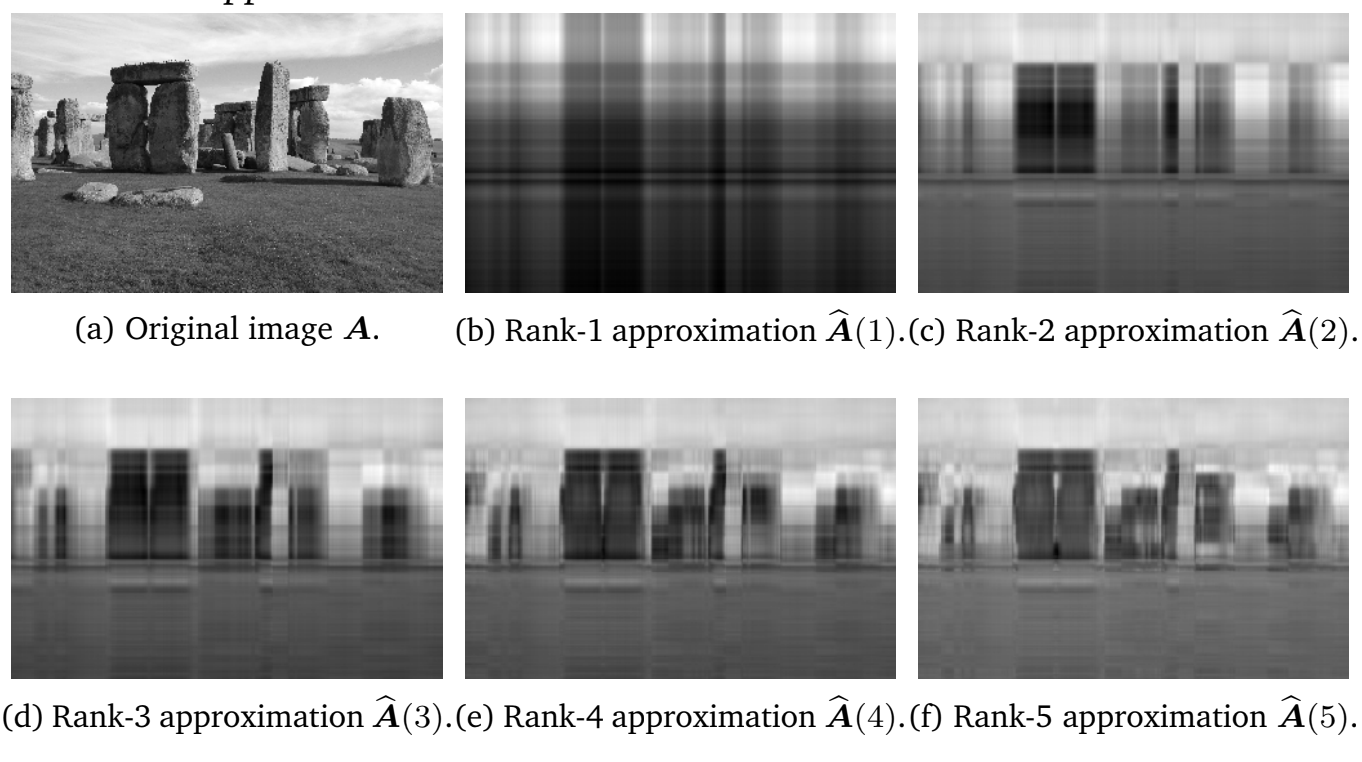 (a) Original image A.
(b) Rank-1 approximation Â(1).
(c) Rank-2 approximation Â(2).
(d) Rank-3 approximation Â(3).
(e) Rank-4 approximation Â(4).
(f) Rank-5 approximation Â(5).